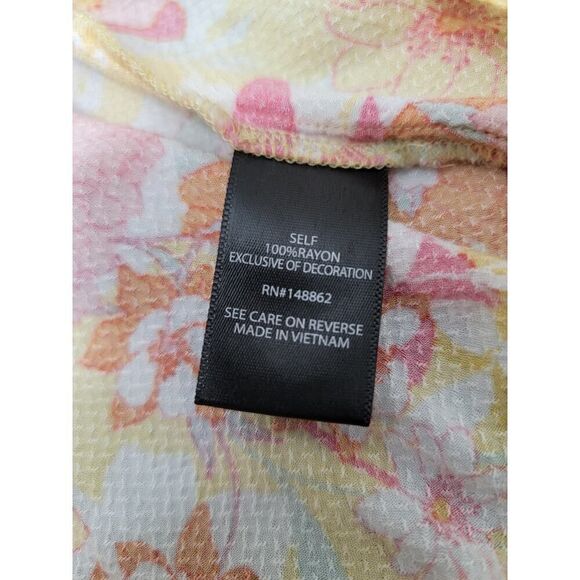 SELF
100%RAYON
EXCLUSIVE OF DECORATION
RN#148862
SEE CARE ON REVERSE
MADE IN VIETNAM